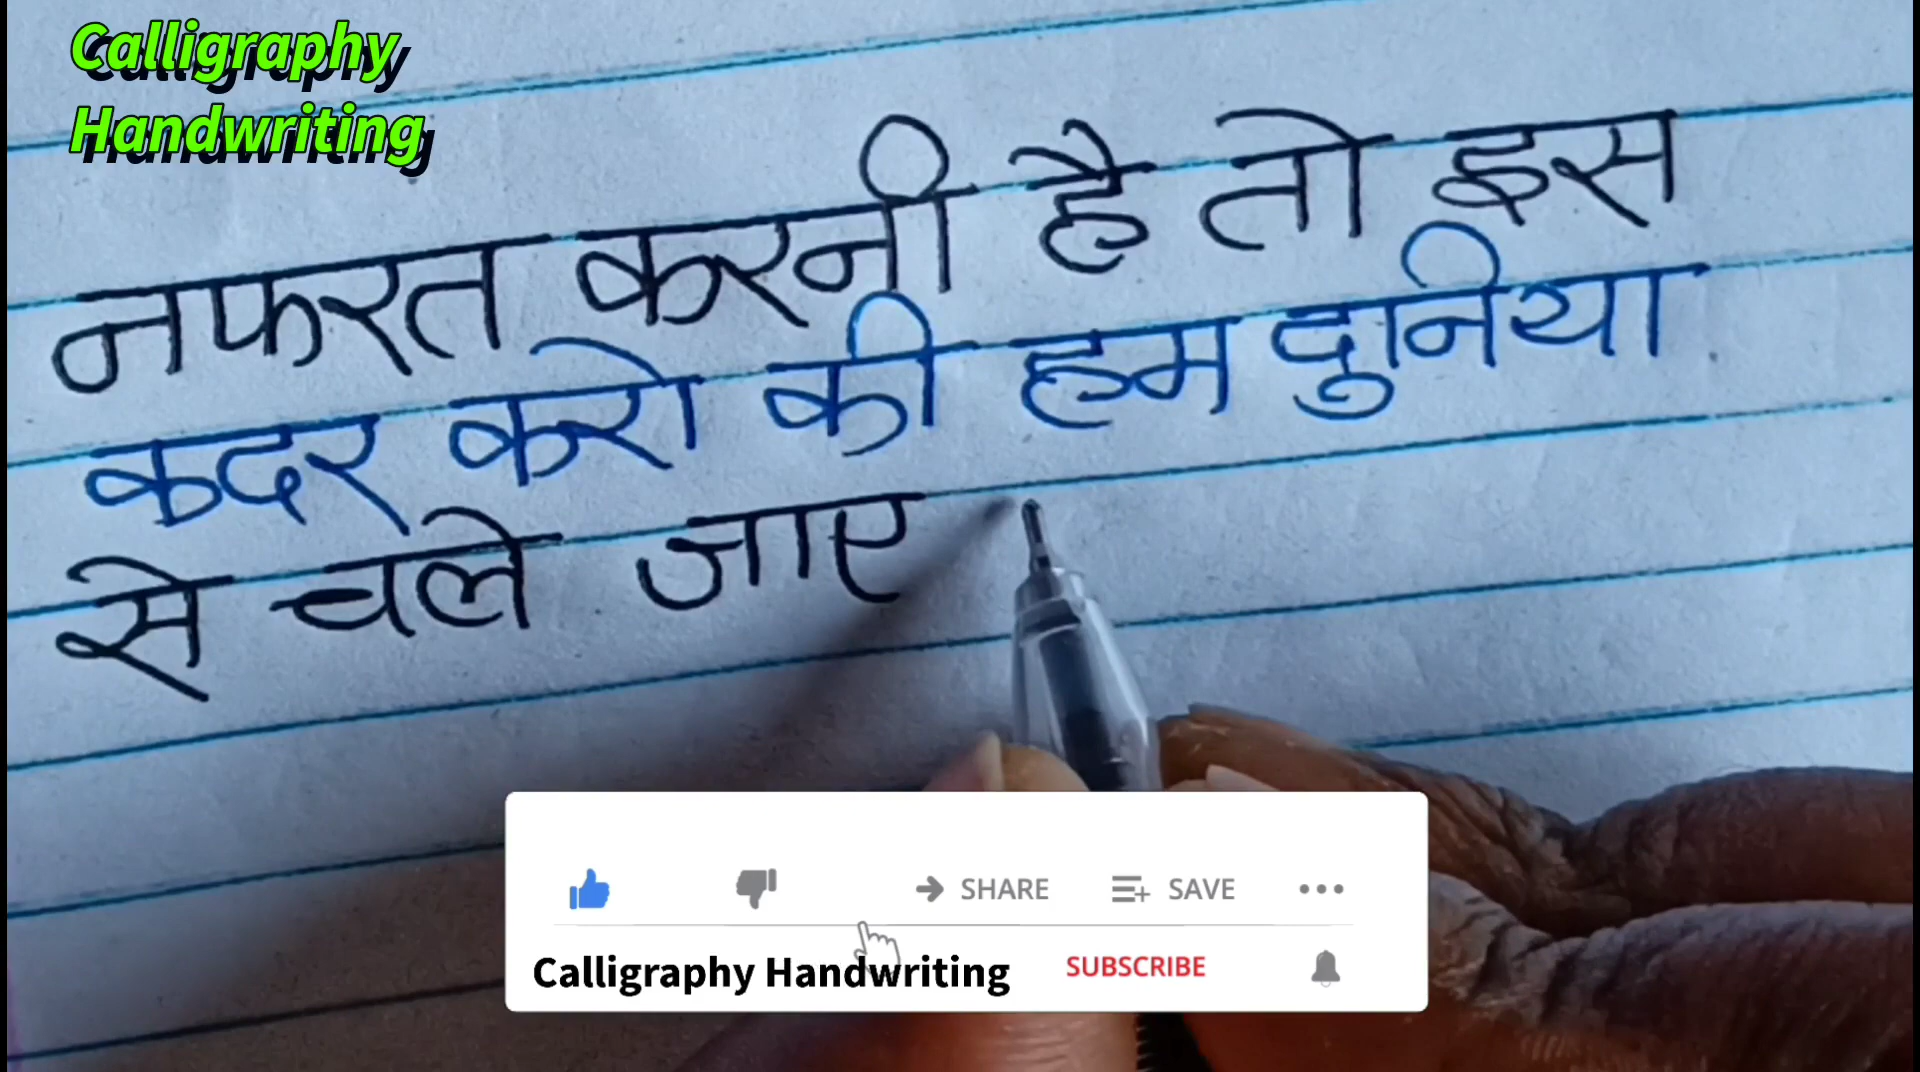 Calligraphy
Handwriting
नफरत करनी है तो इस
कदर करो की हम दुनिया
से चले जाए
SHARE SAVE
Calligraphy Handwriting SUBSCRIBE